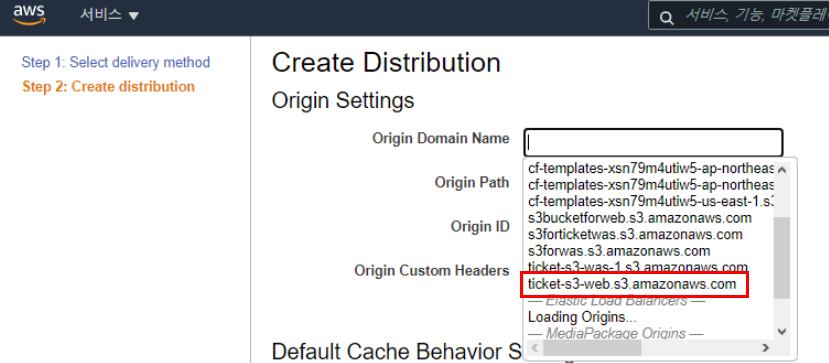 aws
서비스 ▼
서비스, 기능, 마켓플레
Step 1: Select delivery method
Step 2: Create distribution
Create Distribution
Origin Settings
Origin Domain Name
Origin Path
Origin ID
Origin Custom Headers
cf-templates-xsn79m4utiw5-ap-northeas
cf-templates-xsn79m4utiw5-ap-northeas
cf-templates-xsn79m4utiw5-us-east-1.s3
s3bucketforweb.s3.amazonaws.com
s3forticketwas.s3.amazonaws.com
s3forwas.s3.amazonaws.com
ticket-s3-was-1.s3.amazonaws.com
ticket-s3-web.s3.amazonaws.com
— Elastic Load Balancers —
Loading Origins...
— MediaPackage Origins —
Default Cache Behavior S